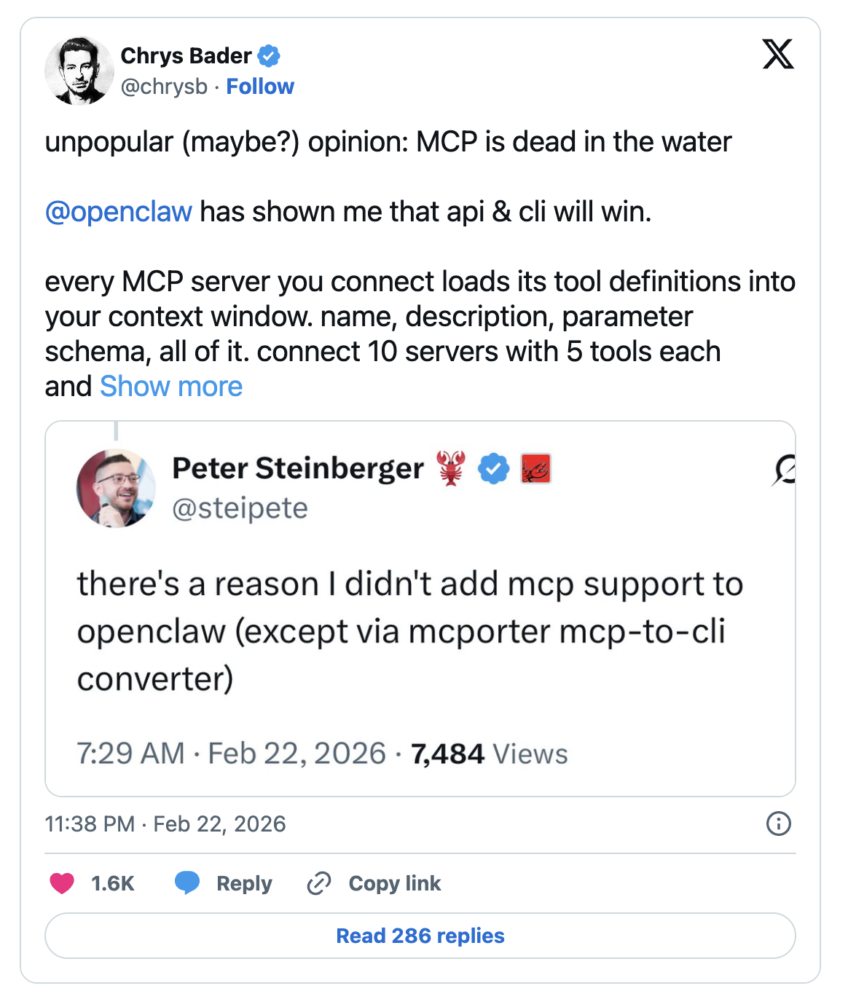 Chrys Bader
@chrysb · Follow
unpopular (maybe?) opinion: MCP is dead in the water
@openclaw has shown me that api & cli will win.
every MCP server you connect loads its tool definitions into
your context window. name, description, parameter
schema, all of it. connect 10 servers with 5 tools each
and Show more
Peter Steinberger 🦞
@steipete
there's a reason I didn't add mcp support to
openclaw (except via mcporter mcp-to-cli
converter)
7:29 AM · Feb 22, 2026 · 7,484 Views
11:38 PM · Feb 22, 2026
1.6K Reply Copy link
Read 286 replies